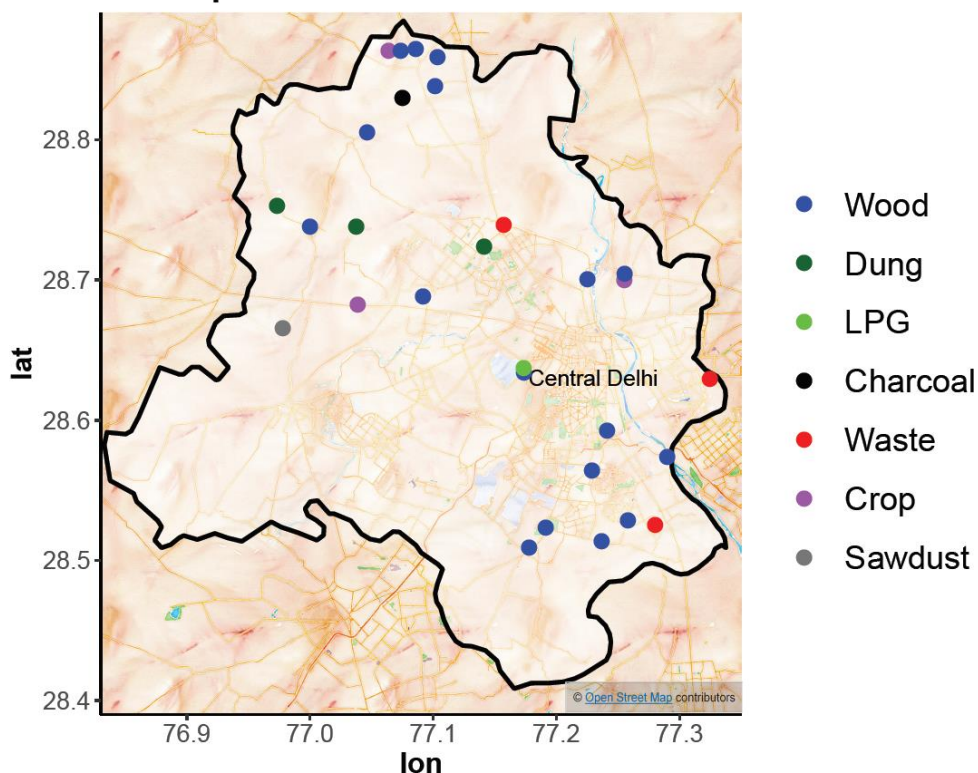 28.8
28.7
28.6
28.5
28.4
lat
76.9
77.0
77.1
77.2
77.3
lon
Central Delhi
© Open Street Map contributors
Wood
Dung
LPG
Charcoal
Waste
Crop
Sawdust